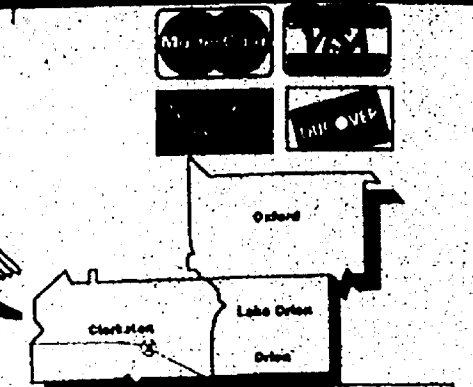 MasterCard
VISA
DISCOVER
Oxford
Clarkston
Lake Orion
Orion